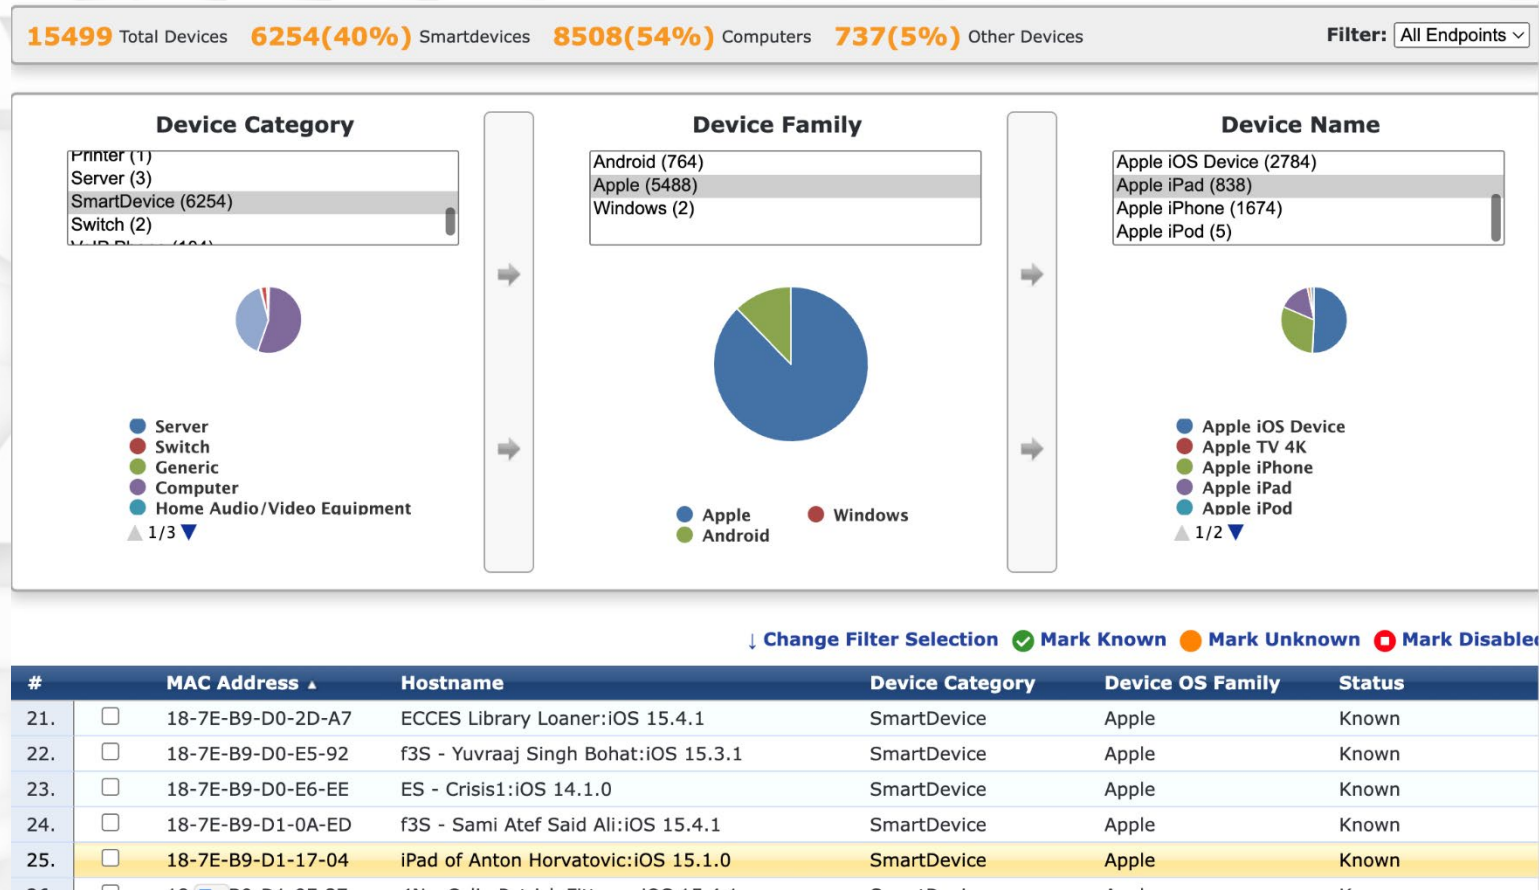 15499 Total Devices 6254(40%) Smartdevices 8508(54%) Computers 737(5%) Other Devices Filter: All Endpoints
Device Category
Printer (1)
Server (3)
SmartDevice (6254)
Switch (2)
Device Family
Android (764)
Apple (5488)
Windows (2)
Device Name
Apple iOS Device (2784)
Apple iPad (838)
Apple iPhone (1674)
Apple iPod (5)
Server
Switch
Generic
Computer
Home Audio/Video Equipment
1/3
Apple Windows
Android
Apple iOS Device
Apple TV 4K
Apple iPhone
Apple iPad
Apple iPod
1/2
↓ Change Filter Selection Mark Known Mark Unknown Mark Disabled
# MAC Address Hostname Device Category Device OS Family Status
21. 18-7E-B9-D0-2D-A7 ECCES Library Loaner:iOS 15.4.1 SmartDevice Apple Known
22. 18-7E-B9-D0-E5-92 f3S - Yuvraaj Singh Bohat:iOS 15.3.1 SmartDevice Apple Known
23. 18-7E-B9-D0-E6-EE ES - Crisis1:iOS 14.1.0 SmartDevice Apple Known
24. 18-7E-B9-D1-0A-ED f3S - Sami Atef Said Ali:iOS 15.4.1 SmartDevice Apple Known
25. 18-7E-B9-D1-17-04 iPad of Anton Horvatovic:iOS 15.1.0 SmartDevice Apple Known